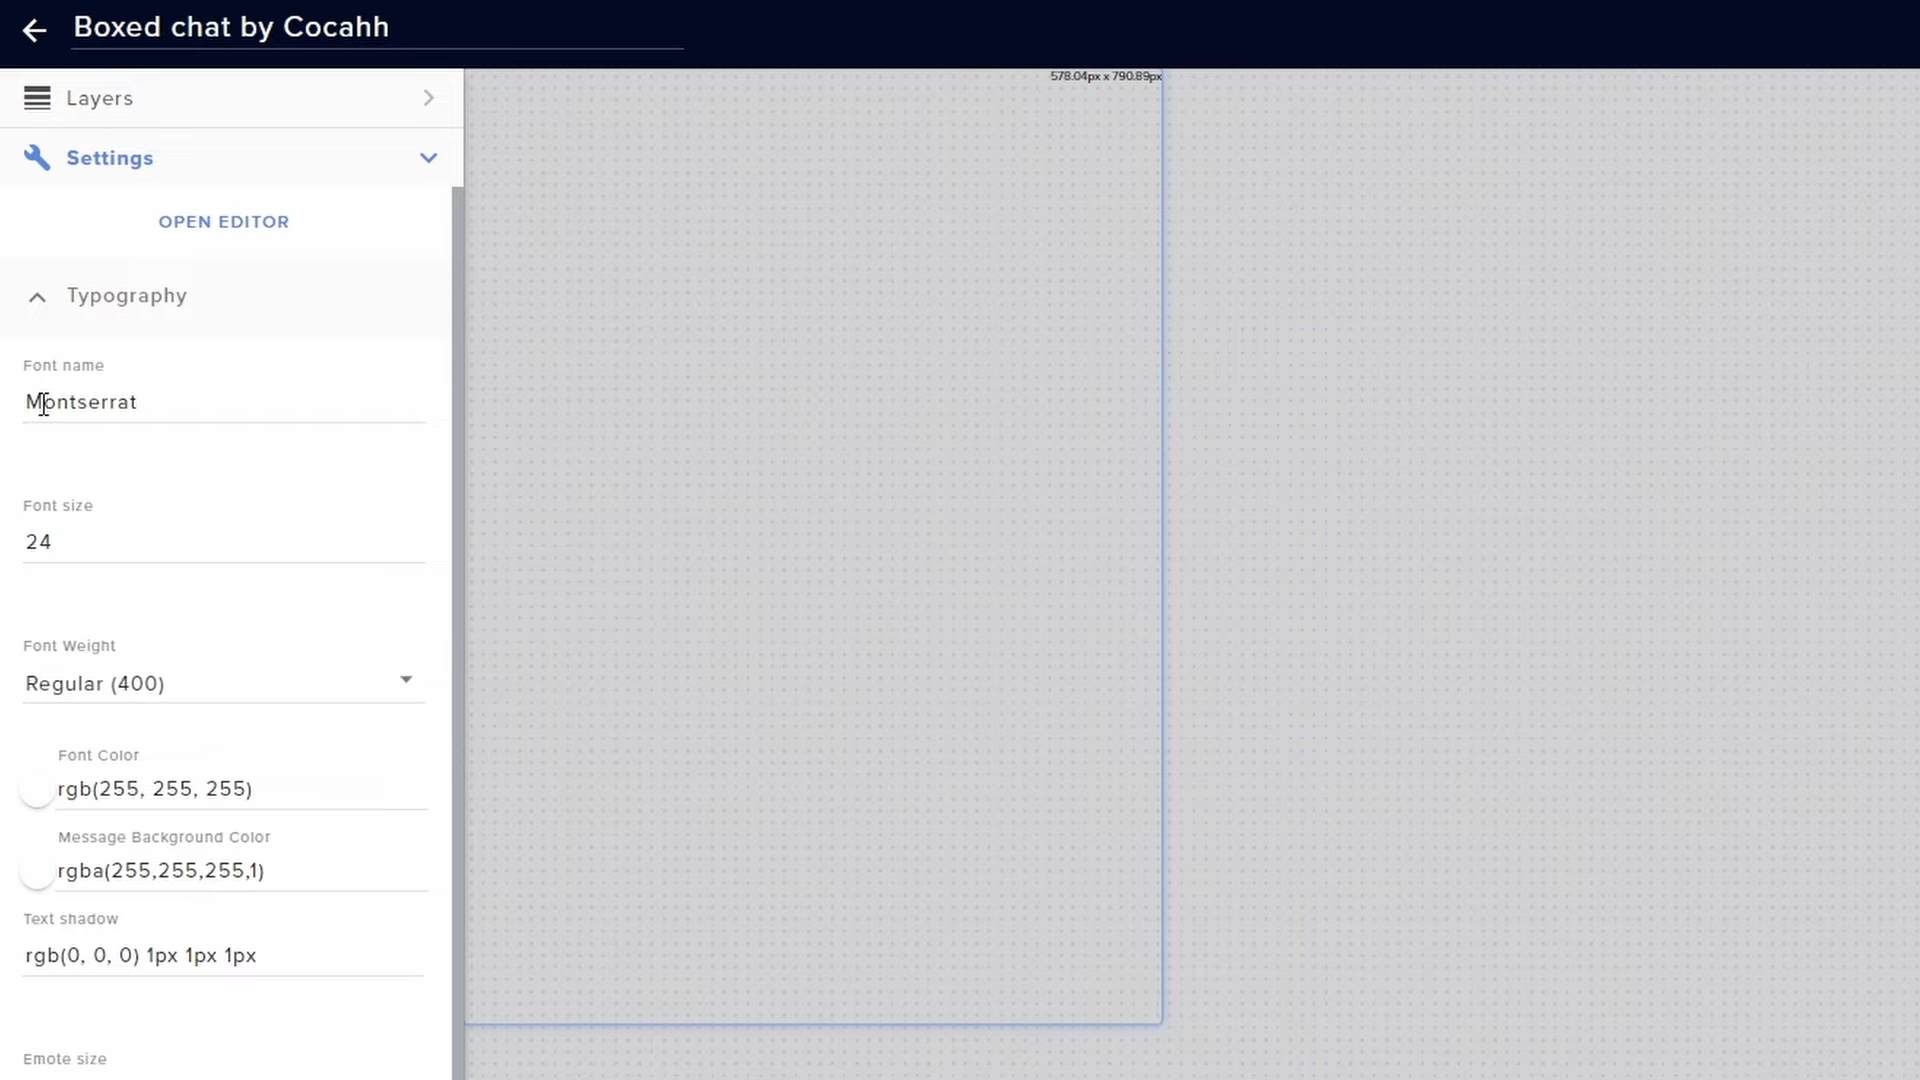 Boxed chat by Cocahh
578.04px x 790.89px
Layers
Settings
OPEN EDITOR
Typography
Font name
Montserrat
Font size
24
Font Weight
Regular (400)
Font Color
rgb(255, 255, 255)
Message Background Color
rgba(255,255,255,1)
Text shadow
rgb(0, 0, 0) 1px 1px 1px
Emote size